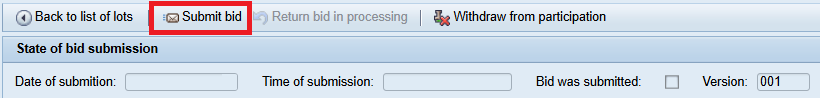 Back to list of lots Submit bid Return bid in processing Withdraw from participation
State of bid submission
Date of submition: Time of submission: Bid was submitted: Version: 001